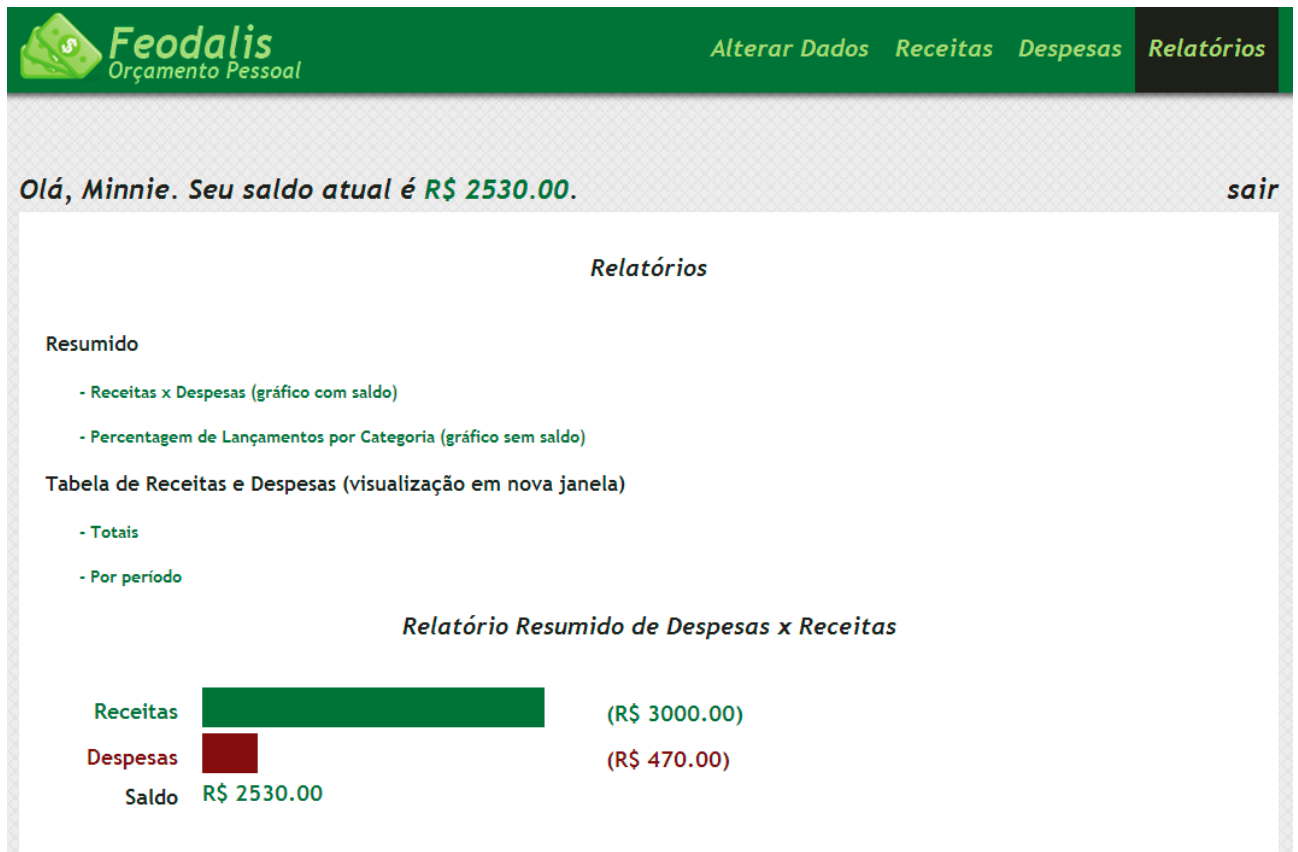 Feodalis
Orçamento Pessoal
Alterar Dados Receitas Despesas Relatórios
Olá, Minnie. Seu saldo atual é R$ 2530.00. sair
Relatórios
Resumido
- Receitas x Despesas (gráfico com saldo)
- Percentagem de Lançamentos por Categoria (gráfico sem saldo)
Tabela de Receitas e Despesas (visualização em nova janela)
- Totais
- Por período
Relatório Resumido de Despesas x Receitas
Receitas (R$ 3000.00)
Despesas (R$ 470.00)
Saldo R$ 2530.00